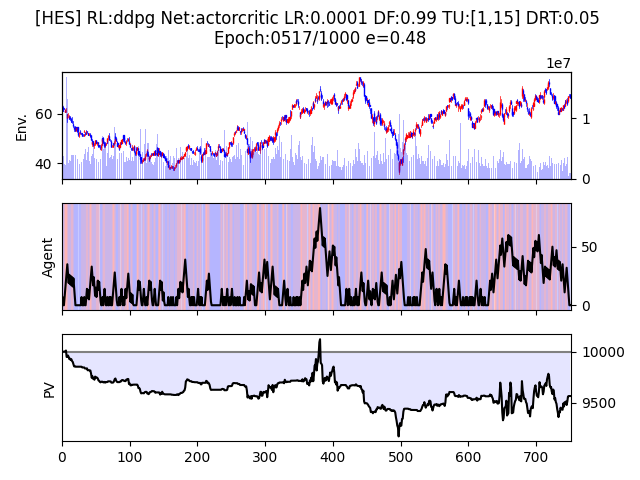 [HES] RL:ddpg Net:actorcritic LR:0.0001 DF:0.99 TU:[1,15] DRT:0.05
Epoch:0517/1000 e=0.48
1e7
60
40
Env.
1
0
Agent
50
0
PV
10000
9500
0 100 200 300 400 500 600 700